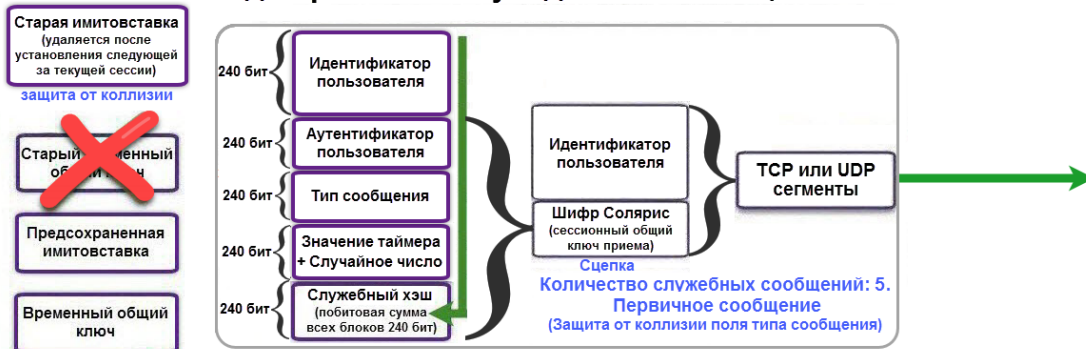 Старая имитовставка
(удаляется после
установления следующей
за текущей сессии)
защита от коллизии
Старый
ключ
Предсохраненная
имитовставка
Временный общий
ключ
240 бит
Идентификатор
пользователя
240 бит
Аутентификатор
пользователя
240 бит
Тип сообщения
240 бит
Значение таймера
+ Случайное число
240 бит
Служебный хэш
(побитовая сумма
всех блоков 240 бит)
Идентификатор
пользователя
Шифр Солярис
(сессионный общий
ключ приема)
Сцепка
Количество служебных сообщений: 5.
Первичное сообщение
(Защита от коллизии поля типа сообщения)
TCP или UDP
сегменты